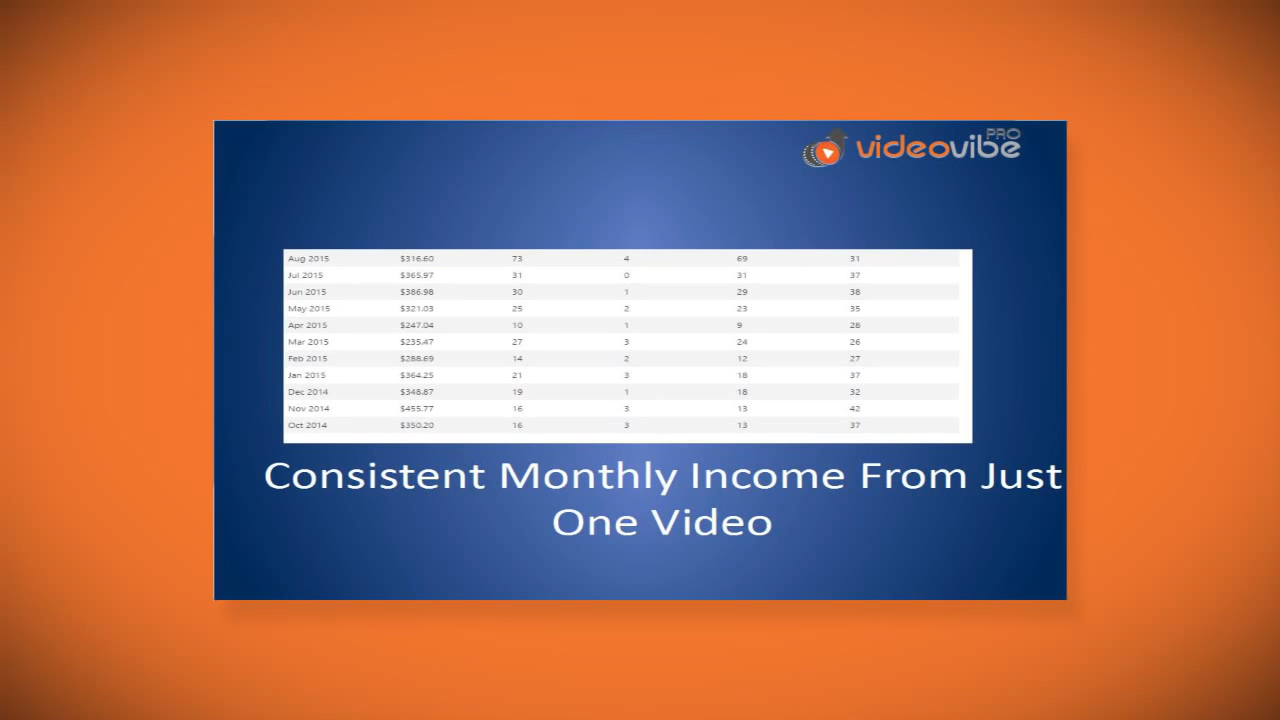 videovibe PRO
Aug 2015 $316.60 73 4 69 31
Jul 2015 $365.97 31 0 31 37
Jun 2015 $386.98 30 1 29 38
May 2015 $321.03 25 2 23 35
Apr 2015 $247.04 10 1 9 28
Mar 2015 $235.47 27 3 24 26
Feb 2015 $288.69 14 2 12 27
Jan 2015 $364.25 21 3 18 37
Dec 2014 $348.87 19 1 18 32
Nov 2014 $455.77 16 3 13 42
Oct 2014 $350.20 16 3 13 37
Consistent Monthly Income From Just
One Video